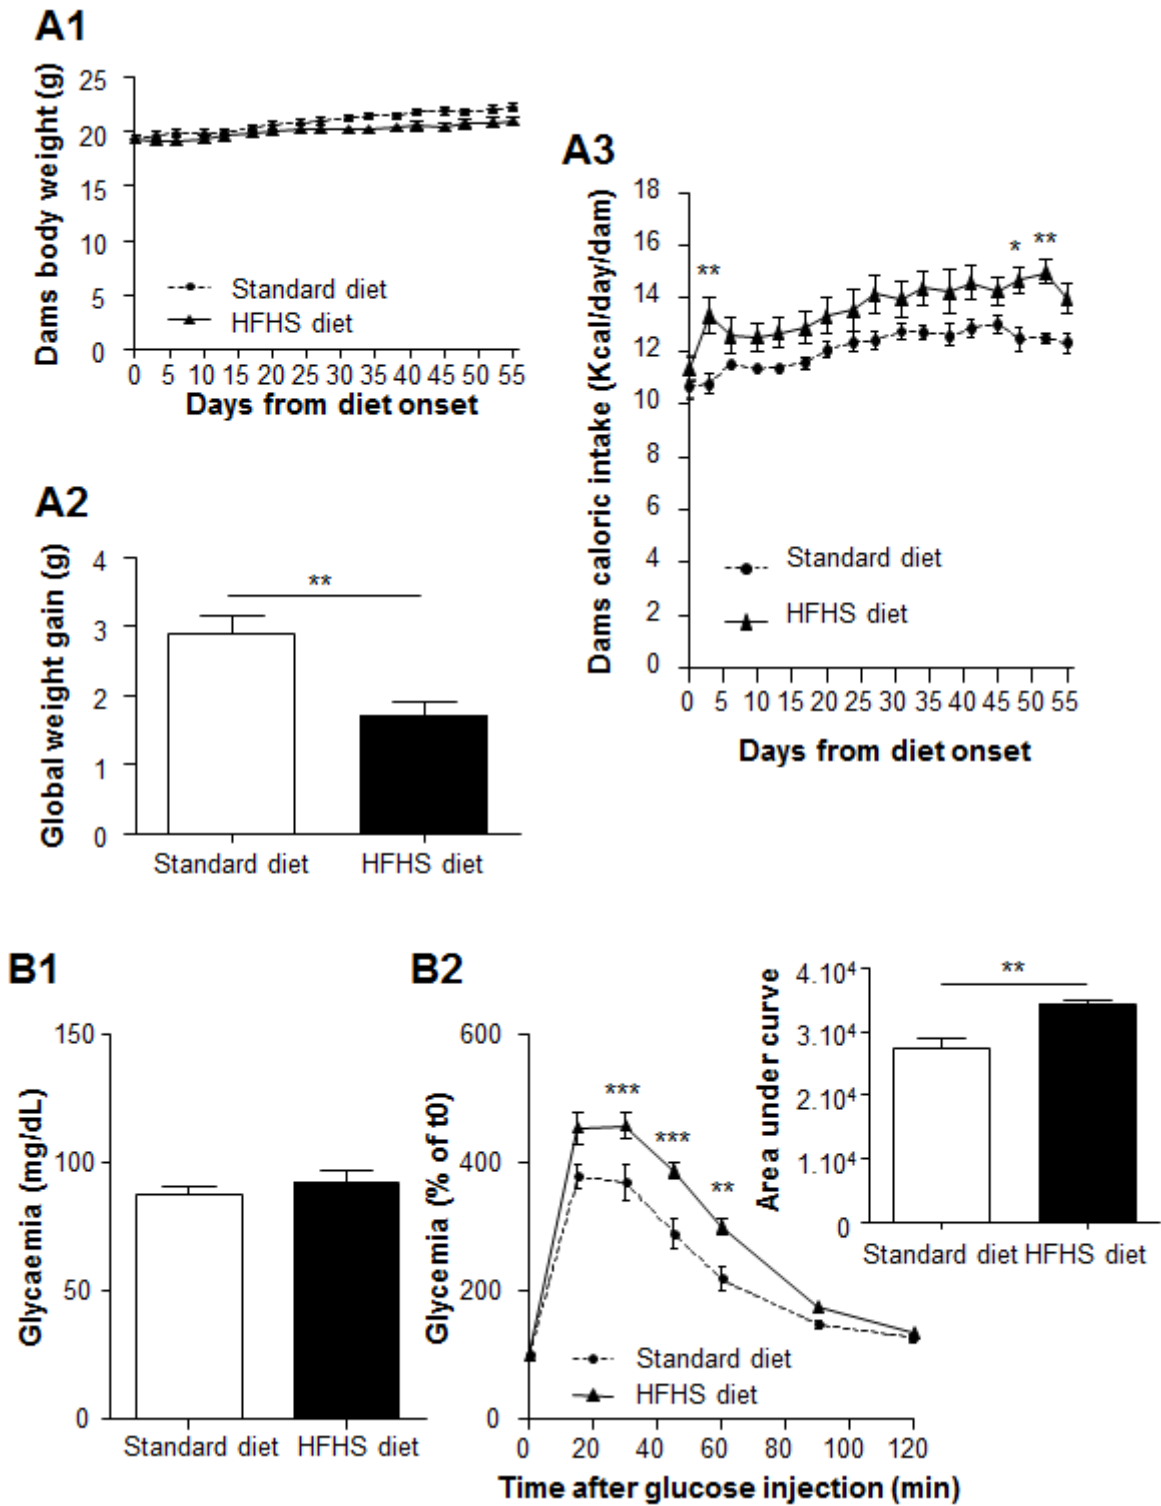 A1
Dams body weight (g)
25
20
15
10
5
0
Standard diet
HFHS diet
0 5 10 15 20 25 30 35 40 45 50 55
Days from diet onset
A3
Dams caloric intake (Kcal/day/dam)
18
16
14
12
10
8
6
4
2
0
** * **
Standard diet
HFHS diet
0 5 10 15 20 25 30 35 40 45 50 55
Days from diet onset
A2
Global weight gain (g)
4
3
2
1
0
**
Standard diet HFHS diet
B1
Glycaemia (mg/dL)
150
100
50
0
Standard diet HFHS diet
B2
Glycemia (% of t0)
600
400
200
0
***
***
**
Standard diet
HFHS diet
0 20 40 60 80 100 120
Time after glucose injection (min)
Area under curve
4.10⁴
3.10⁴
2.10⁴
1.10⁴
0
**
Standard diet HFHS diet